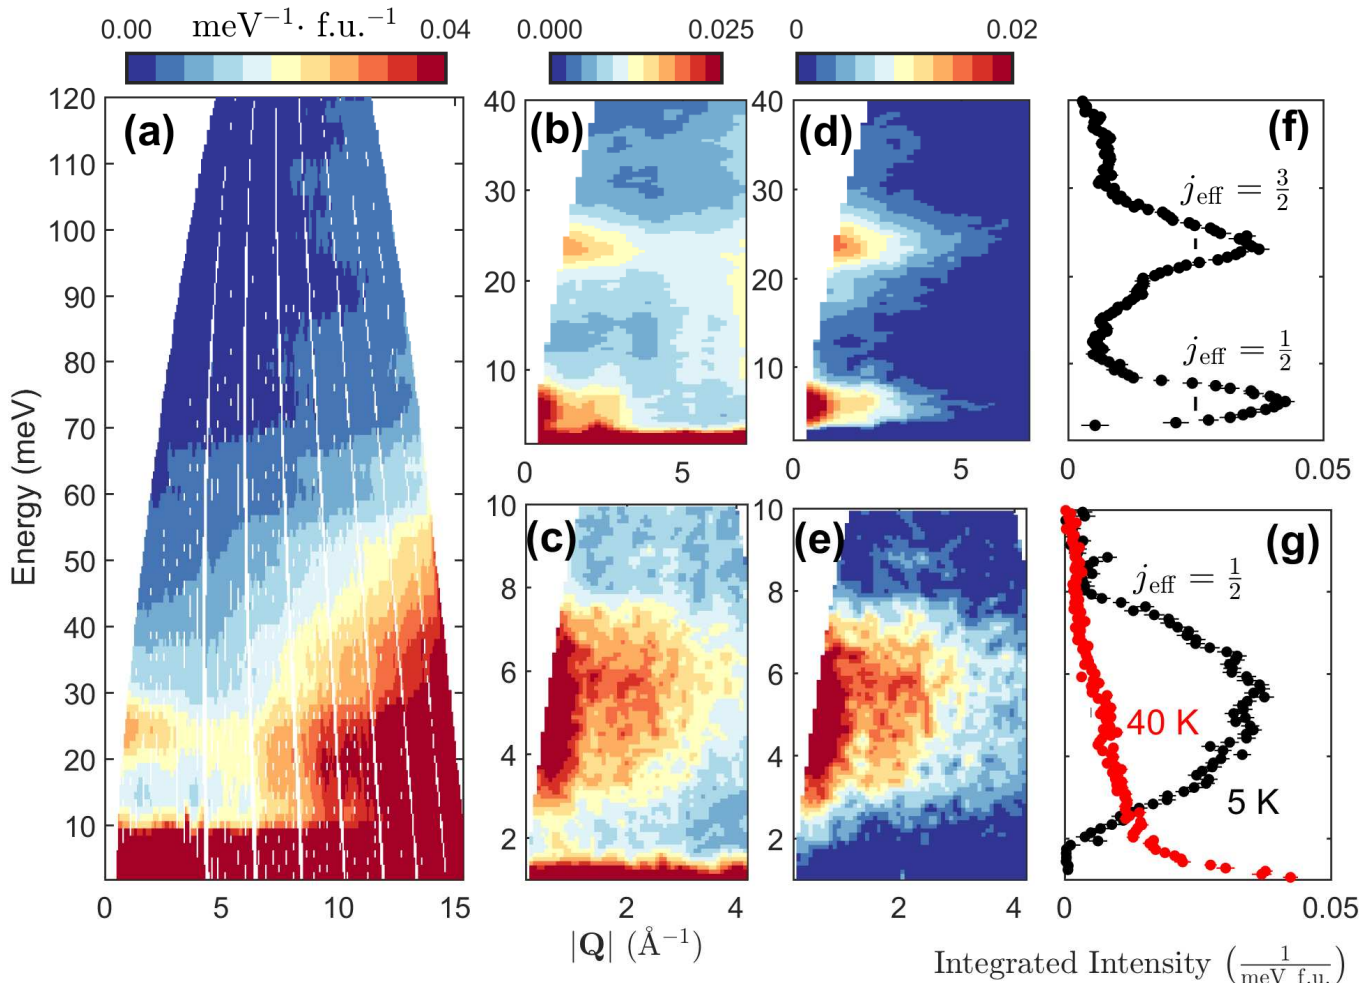 0.00 meV⁻¹· f.u.⁻¹ 0.04
0.000 0.025
0 0.02
(a)
120
110
100
90
80
70
60
50
40
30
20
10
0 5 10 15
Energy (meV)
(b)
40
30
20
10
0 5
(d)
40
30
20
10
0 5
(f)
j_eff = 3/2
j_eff = 1/2
0 0.05
(c)
10
8
6
4
2
2 4
(e)
10
8
6
4
2
2 4
(g)
j_eff = 1/2
40 K
5 K
0 0.05
|Q| (Å⁻¹)
Integrated Intensity (1/meV f.u.)